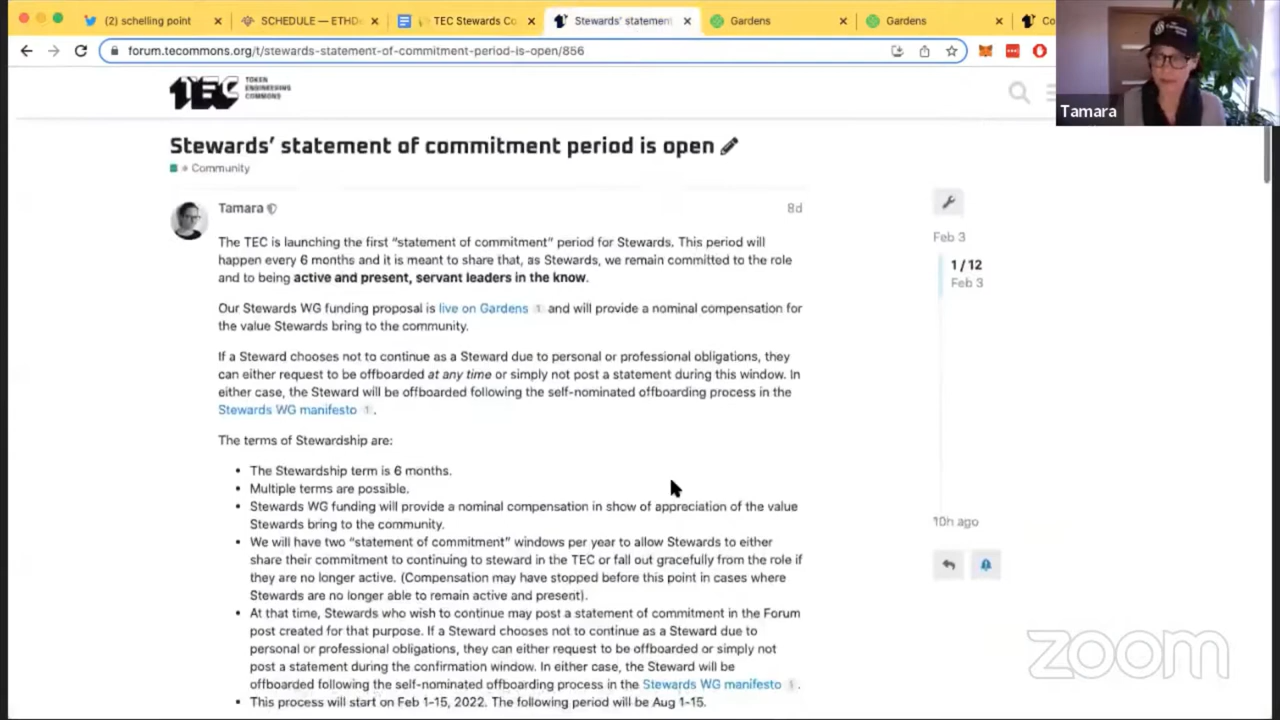 (2) schelling point
SCHEDULE — ETHDe
TEC Stewards Co
Stewards' statemen
Gardens
Gardens
Co
forum.tecommons.org/t/stewards-statement-of-commitment-period-is-open/856
Tamara
TEC TOKEN ENGINEERING COMMONS
Stewards' statement of commitment period is open
Community
Tamara
8d
The TEC is launching the first “statement of commitment” period for Stewards. This period will
happen every 6 months and it is meant to share that, as Stewards, we remain committed to the role
and to being active and present, servant leaders in the know.
Our Stewards WG funding proposal is live on Gardens 1 and will provide a nominal compensation for
the value Stewards bring to the community.
If a Steward chooses not to continue as a Steward due to personal or professional obligations, they
can either request to be offboarded at any time or simply not post a statement during this window. In
either case, the Steward will be offboarded following the self-nominated offboarding process in the
Stewards WG manifesto 1 .
The terms of Stewardship are:
• The Stewardship term is 6 months.
• Multiple terms are possible.
• Stewards WG funding will provide a nominal compensation in show of appreciation of the value
Stewards bring to the community.
• We will have two “statement of commitment” windows per year to allow Stewards to either
share their commitment to continuing to steward in the TEC or fall out gracefully from the role if
they are no longer active. (Compensation may have stopped before this point in cases where
Stewards are no longer able to remain active and present).
• At that time, Stewards who wish to continue may post a statement of commitment in the Forum
post created for that purpose. If a Steward chooses not to continue as a Steward due to
personal or professional obligations, they can either request to be offboarded or simply not
post a statement during the confirmation window. In either case, the Steward will be
offboarded following the self-nominated offboarding process in the Stewards WG manifesto 1 .
• This process will start on Feb 1-15, 2022. The following period will be Aug 1-15.
Feb 3
1 / 12
Feb 3
10h ago
zoom